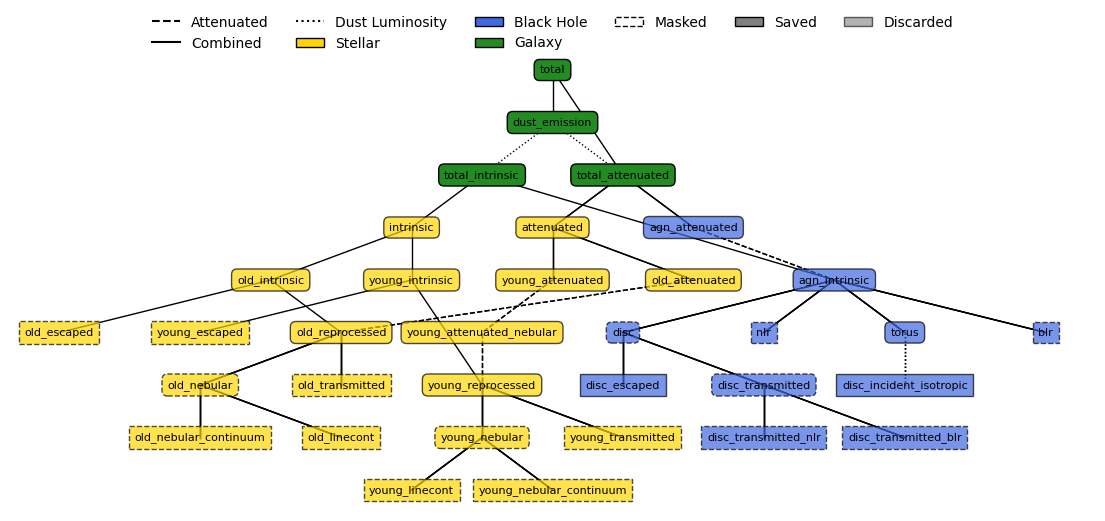 Attenuated Dust Luminosity Black Hole Masked Saved Discarded
Combined Stellar Galaxy
total
dust_emission
total_intrinsic total_attenuated
intrinsic attenuated agn_attenuated
old_intrinsic young_intrinsic young_attenuated old_attenuated agn_intrinsic
old_escaped young_escaped old_reprocessed young_attenuated_nebular disc nlr torus blr
old_nebular old_transmitted young_reprocessed disc_escaped disc_transmitted disc_incident_isotropic
old_nebular_continuum old_linecont young_nebular young_transmitted disc_transmitted_nlr disc_transmitted_blr
young_linecont young_nebular_continuum